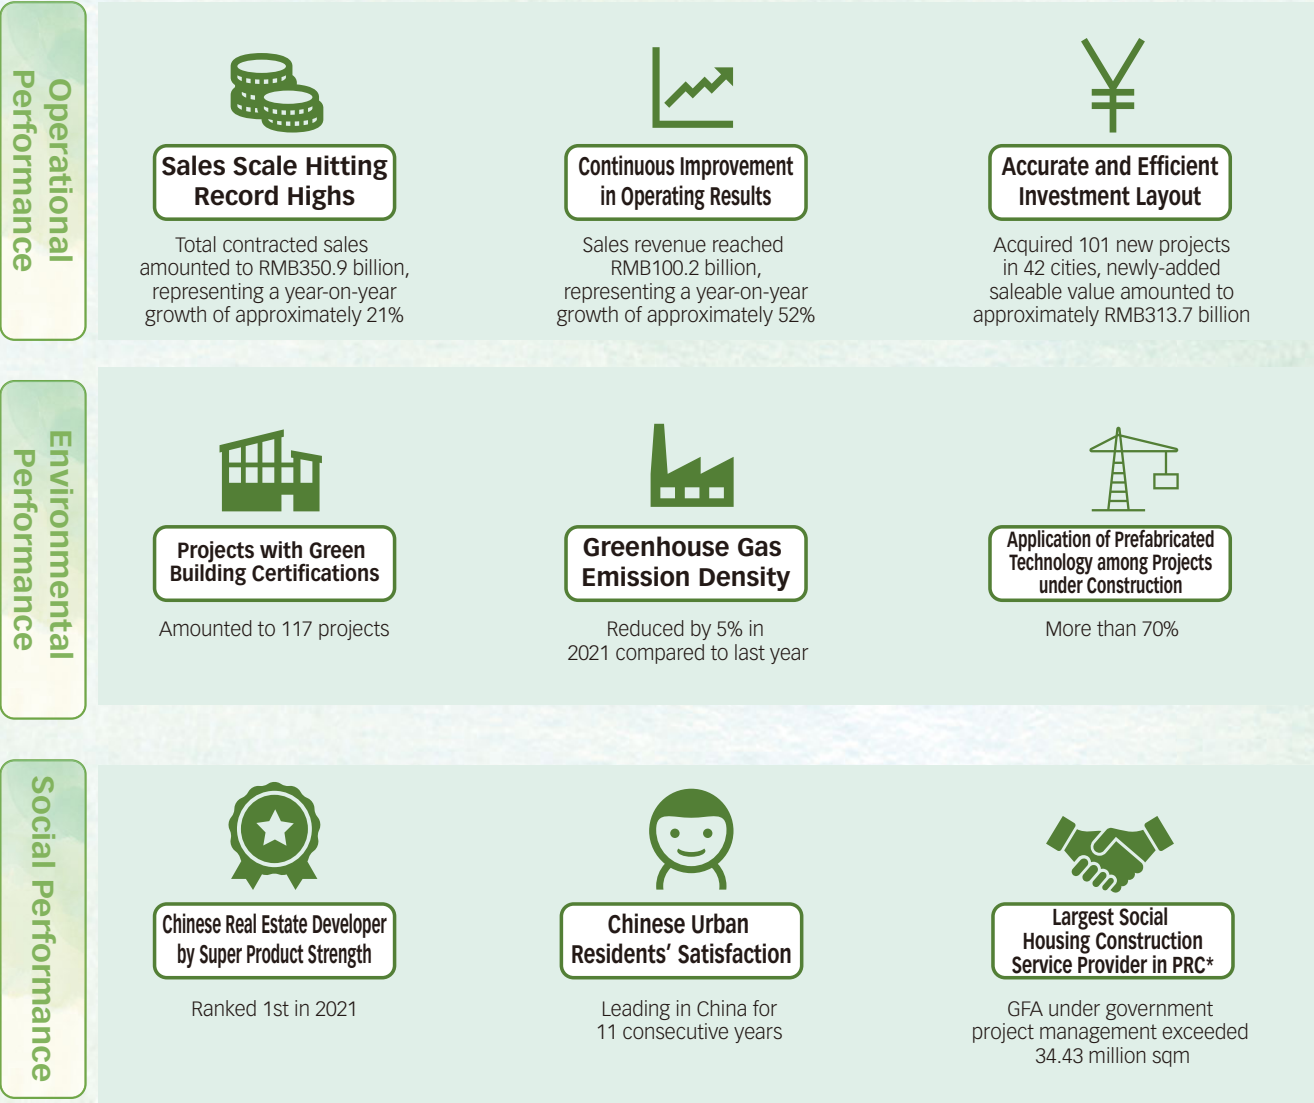 Operational
Performance
Sales Scale Hitting
Record Highs
Total contracted sales
amounted to RMB350.9 billion,
representing a year-on-year
growth of approximately 21%
Continuous Improvement
in Operating Results
Sales revenue reached
RMB100.2 billion,
representing a year-on-year
growth of approximately 52%
Accurate and Efficient
Investment Layout
Acquired 101 new projects
in 42 cities, newly-added
saleable value amounted to
approximately RMB313.7 billion
Environmental
Performance
Projects with Green
Building Certifications
Amounted to 117 projects
Greenhouse Gas
Emission Density
Reduced by 5% in
2021 compared to last year
Application of Prefabricated
Technology among Projects
under Construction
More than 70%
Social Performance
Chinese Real Estate Developer
by Super Product Strength
Ranked 1st in 2021
Chinese Urban
Residents' Satisfaction
Leading in China for
11 consecutive years
Largest Social
Housing Construction
Service Provider in PRC*
GFA under government
project management exceeded
34.43 million sqm